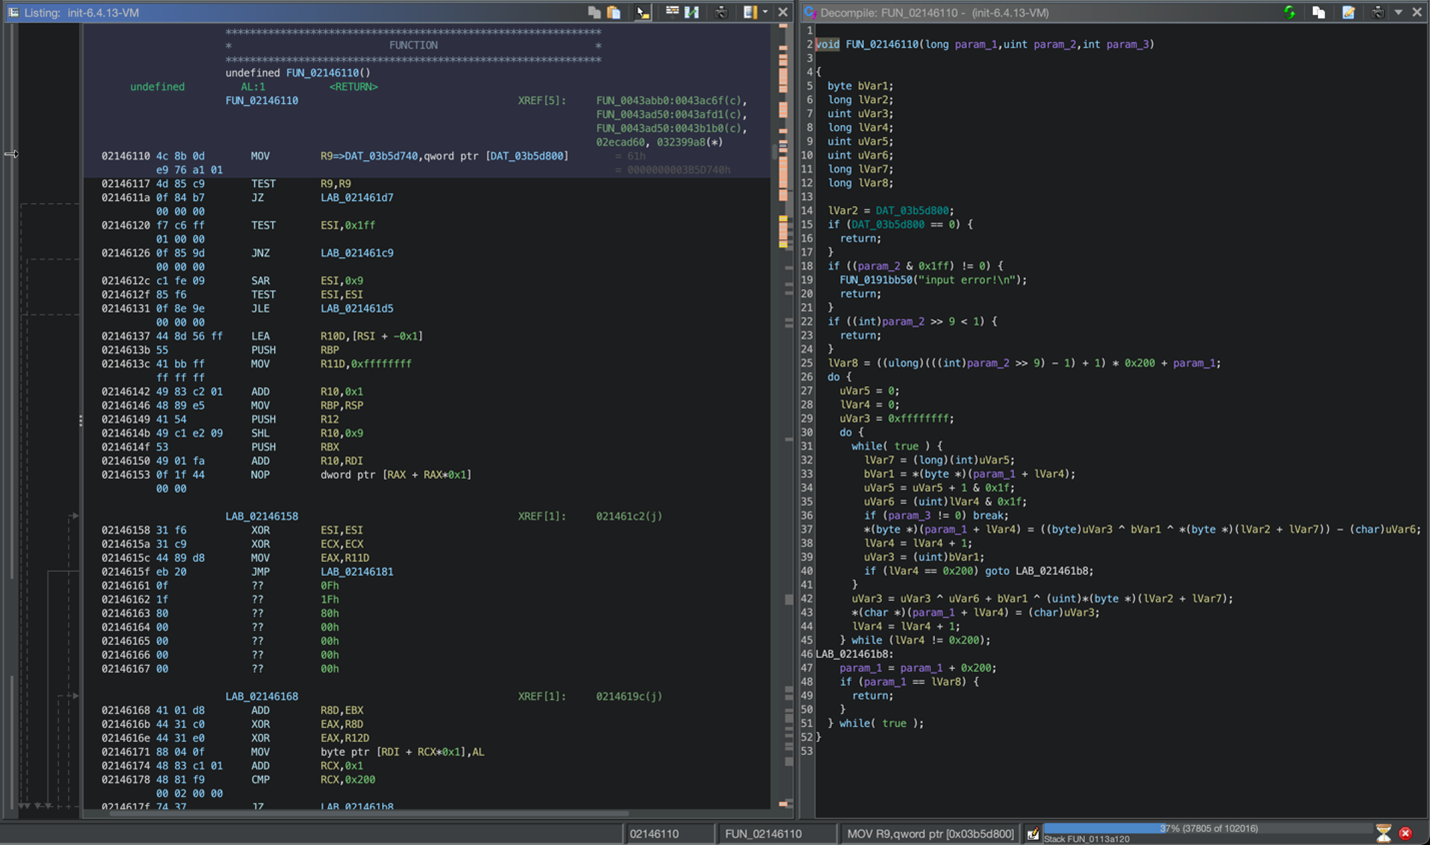 Listing: init-6.4.13-VM
******************************************************************
* FUNCTION *
******************************************************************
undefined FUN_02146110()
undefined AL:1 <RETURN>
FUN_02146110 XREF[5]: FUN_0043abb0:0043ac6f(c),
FUN_0043ad50:0043afd1(c),
FUN_0043ad50:0043b1b0(c),
02ecad60, 032399a8(*)
02146110 4c 8b 0d MOV R9=>DAT_03b5d740,qword ptr [DAT_03b5d800] = 61h
e9 76 a1 01 = 0000000003B5D740h
02146117 4d 85 c9 TEST R9,R9
0214611a 0f 84 b7 JZ LAB_021461d7
00 00 00
02146120 f7 c6 ff TEST ESI,0x1ff
01 00 00
02146126 0f 85 9d JNZ LAB_021461c9
00 00 00
0214612c c1 fe 09 SAR ESI,0x9
0214612f 85 f6 TEST ESI,ESI
02146131 0f 8e 9e JLE LAB_021461d5
00 00 00
02146137 44 8d 56 ff LEA R10D,[RSI + -0x1]
0214613b 55 PUSH RBP
0214613c 41 bb ff MOV R11D,0xffffffff
ff ff ff
02146142 49 83 c2 01 ADD R10,0x1
02146146 48 89 e5 MOV RBP,RSP
02146149 41 54 PUSH R12
0214614b 49 c1 e2 09 SHL R10,0x9
0214614f 53 PUSH RBX
02146150 49 01 fa ADD R10,RDI
02146153 0f 1f 44 NOP dword ptr [RAX + RAX*0x1]
00 00
LAB_02146158 XREF[1]: 021461c2(j)
02146158 31 f6 XOR ESI,ESI
0214615a 31 c9 XOR ECX,ECX
0214615c 44 89 d8 MOV EAX,R11D
0214615f eb 20 JMP LAB_02146181
02146161 0f ?? 0Fh
02146162 1f ?? 1Fh
02146163 80 ?? 80h
02146164 00 ?? 00h
02146165 00 ?? 00h
02146166 00 ?? 00h
02146167 00 ?? 00h
LAB_02146168 XREF[1]: 0214619c(j)
02146168 41 01 d8 ADD R8D,EBX
0214616b 44 31 c0 XOR EAX,R8D
0214616e 44 31 e0 XOR EAX,R12D
02146171 88 04 0f MOV byte ptr [RDI + RCX*0x1],AL
02146174 48 83 c1 01 ADD RCX,0x1
02146178 48 81 f9 CMP RCX,0x200
00 02 00 00
0214617f 74 37 JZ LAB_021461b8
Decompile: FUN_02146110 - (init-6.4.13-VM)
1
2 void FUN_02146110(long param_1,uint param_2,int param_3)
3
4 {
5 byte bVar1;
6 long lVar2;
7 uint uVar3;
8 long lVar4;
9 uint uVar5;
10 uint uVar6;
11 long lVar7;
12 long lVar8;
13
14 lVar2 = DAT_03b5d800;
15 if (DAT_03b5d800 == 0) {
16 return;
17 }
18 if ((param_2 & 0x1ff) != 0) {
19 FUN_0191bb50("input error!\n");
20 return;
21 }
22 if ((int)param_2 >> 9 < 1) {
23 return;
24 }
25 lVar8 = ((ulong)(((int)param_2 >> 9) - 1) + 1) * 0x200 + param_1;
26 do {
27 uVar5 = 0;
28 lVar4 = 0;
29 uVar3 = 0xffffffff;
30 do {
31 while( true ) {
32 lVar7 = (long)(int)uVar5;
33 bVar1 = *(byte *)(param_1 + lVar4);
34 uVar5 = uVar5 + 1 & 0x1f;
35 uVar6 = (uint)lVar4 & 0x1f;
36 if (param_3 != 0) break;
37 *(byte *)(param_1 + lVar4) = ((byte)uVar3 ^ bVar1 ^ *(byte *)(lVar2 + lVar7)) - (char)uVar6;
38 lVar4 = lVar4 + 1;
39 uVar3 = (uint)bVar1;
40 if (lVar4 == 0x200) goto LAB_021461b8;
41 }
42 uVar3 = uVar3 ^ uVar6 + bVar1 ^ (uint)*(byte *)(lVar2 + lVar7);
43 *(char *)(param_1 + lVar4) = (char)uVar3;
44 lVar4 = lVar4 + 1;
45 } while (lVar4 != 0x200);
46 LAB_021461b8:
47 param_1 = param_1 + 0x200;
48 if (param_1 == lVar8) {
49 return;
50 }
51 } while( true );
52 }
53
02146110 FUN_02146110 MOV R9,qword ptr [0x03b5d800] 37% (37805 of 102016)
Stack FUN_0113a120